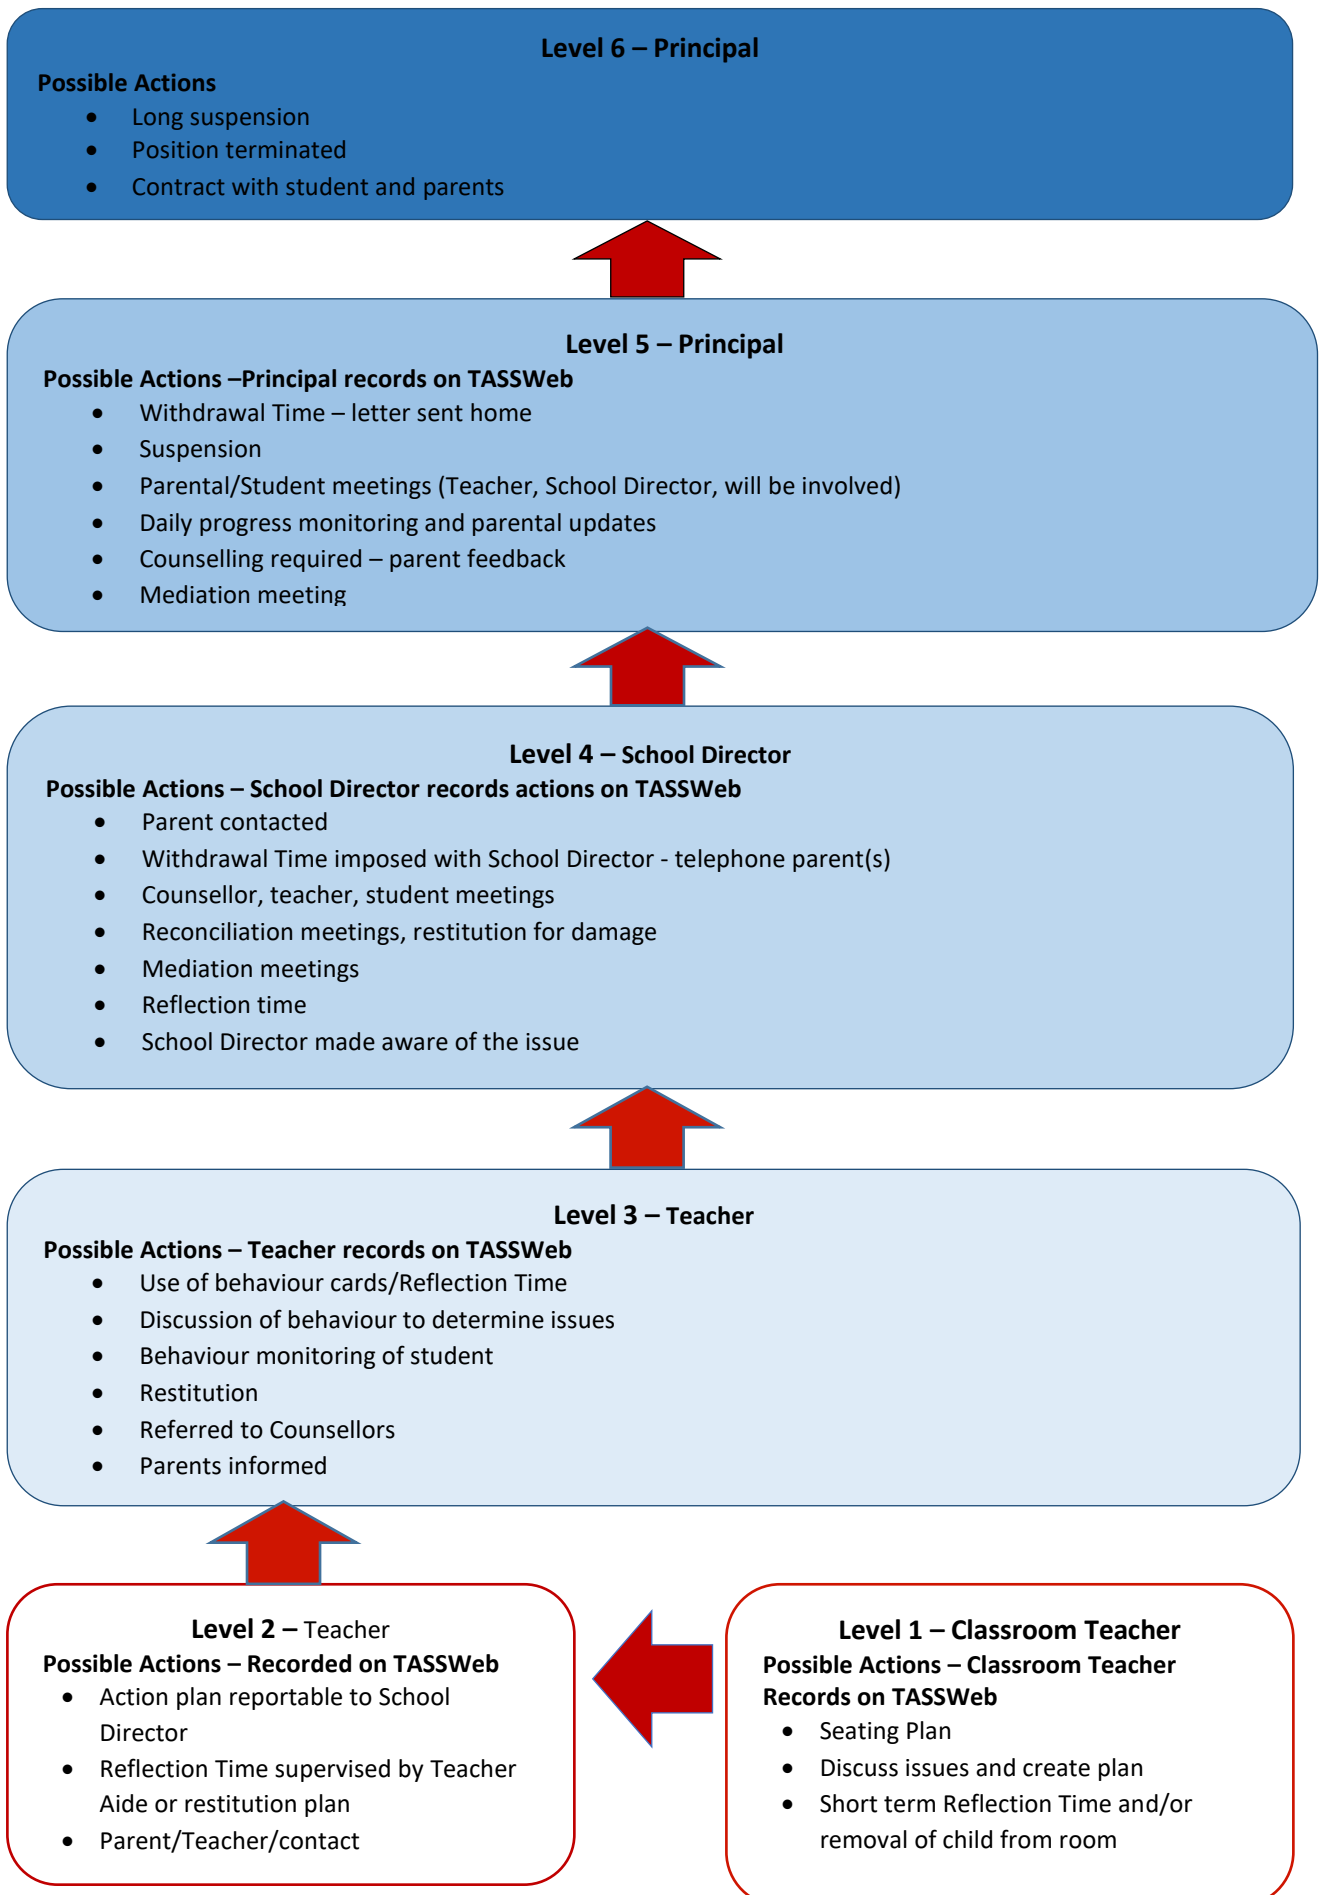 Level 6 – Principal
Possible Actions
• Long suspension
• Position terminated
• Contract with student and parents
Level 5 – Principal
Possible Actions –Principal records on TASSWeb
• Withdrawal Time – letter sent home
• Suspension
• Parental/Student meetings (Teacher, School Director, will be involved)
• Daily progress monitoring and parental updates
• Counselling required – parent feedback
• Mediation meeting
Level 4 – School Director
Possible Actions – School Director records actions on TASSWeb
• Parent contacted
• Withdrawal Time imposed with School Director - telephone parent(s)
• Counsellor, teacher, student meetings
• Reconciliation meetings, restitution for damage
• Mediation meetings
• Reflection time
• School Director made aware of the issue
Level 3 – Teacher
Possible Actions – Teacher records on TASSWeb
• Use of behaviour cards/Reflection Time
• Discussion of behaviour to determine issues
• Behaviour monitoring of student
• Restitution
• Referred to Counsellors
• Parents informed
Level 2 – Teacher
Possible Actions – Recorded on TASSWeb
• Action plan reportable to School
Director
• Reflection Time supervised by Teacher
Aide or restitution plan
• Parent/Teacher/contact
Level 1 – Classroom Teacher
Possible Actions – Classroom Teacher
Records on TASSWeb
• Seating Plan
• Discuss issues and create plan
• Short term Reflection Time and/or
removal of child from room